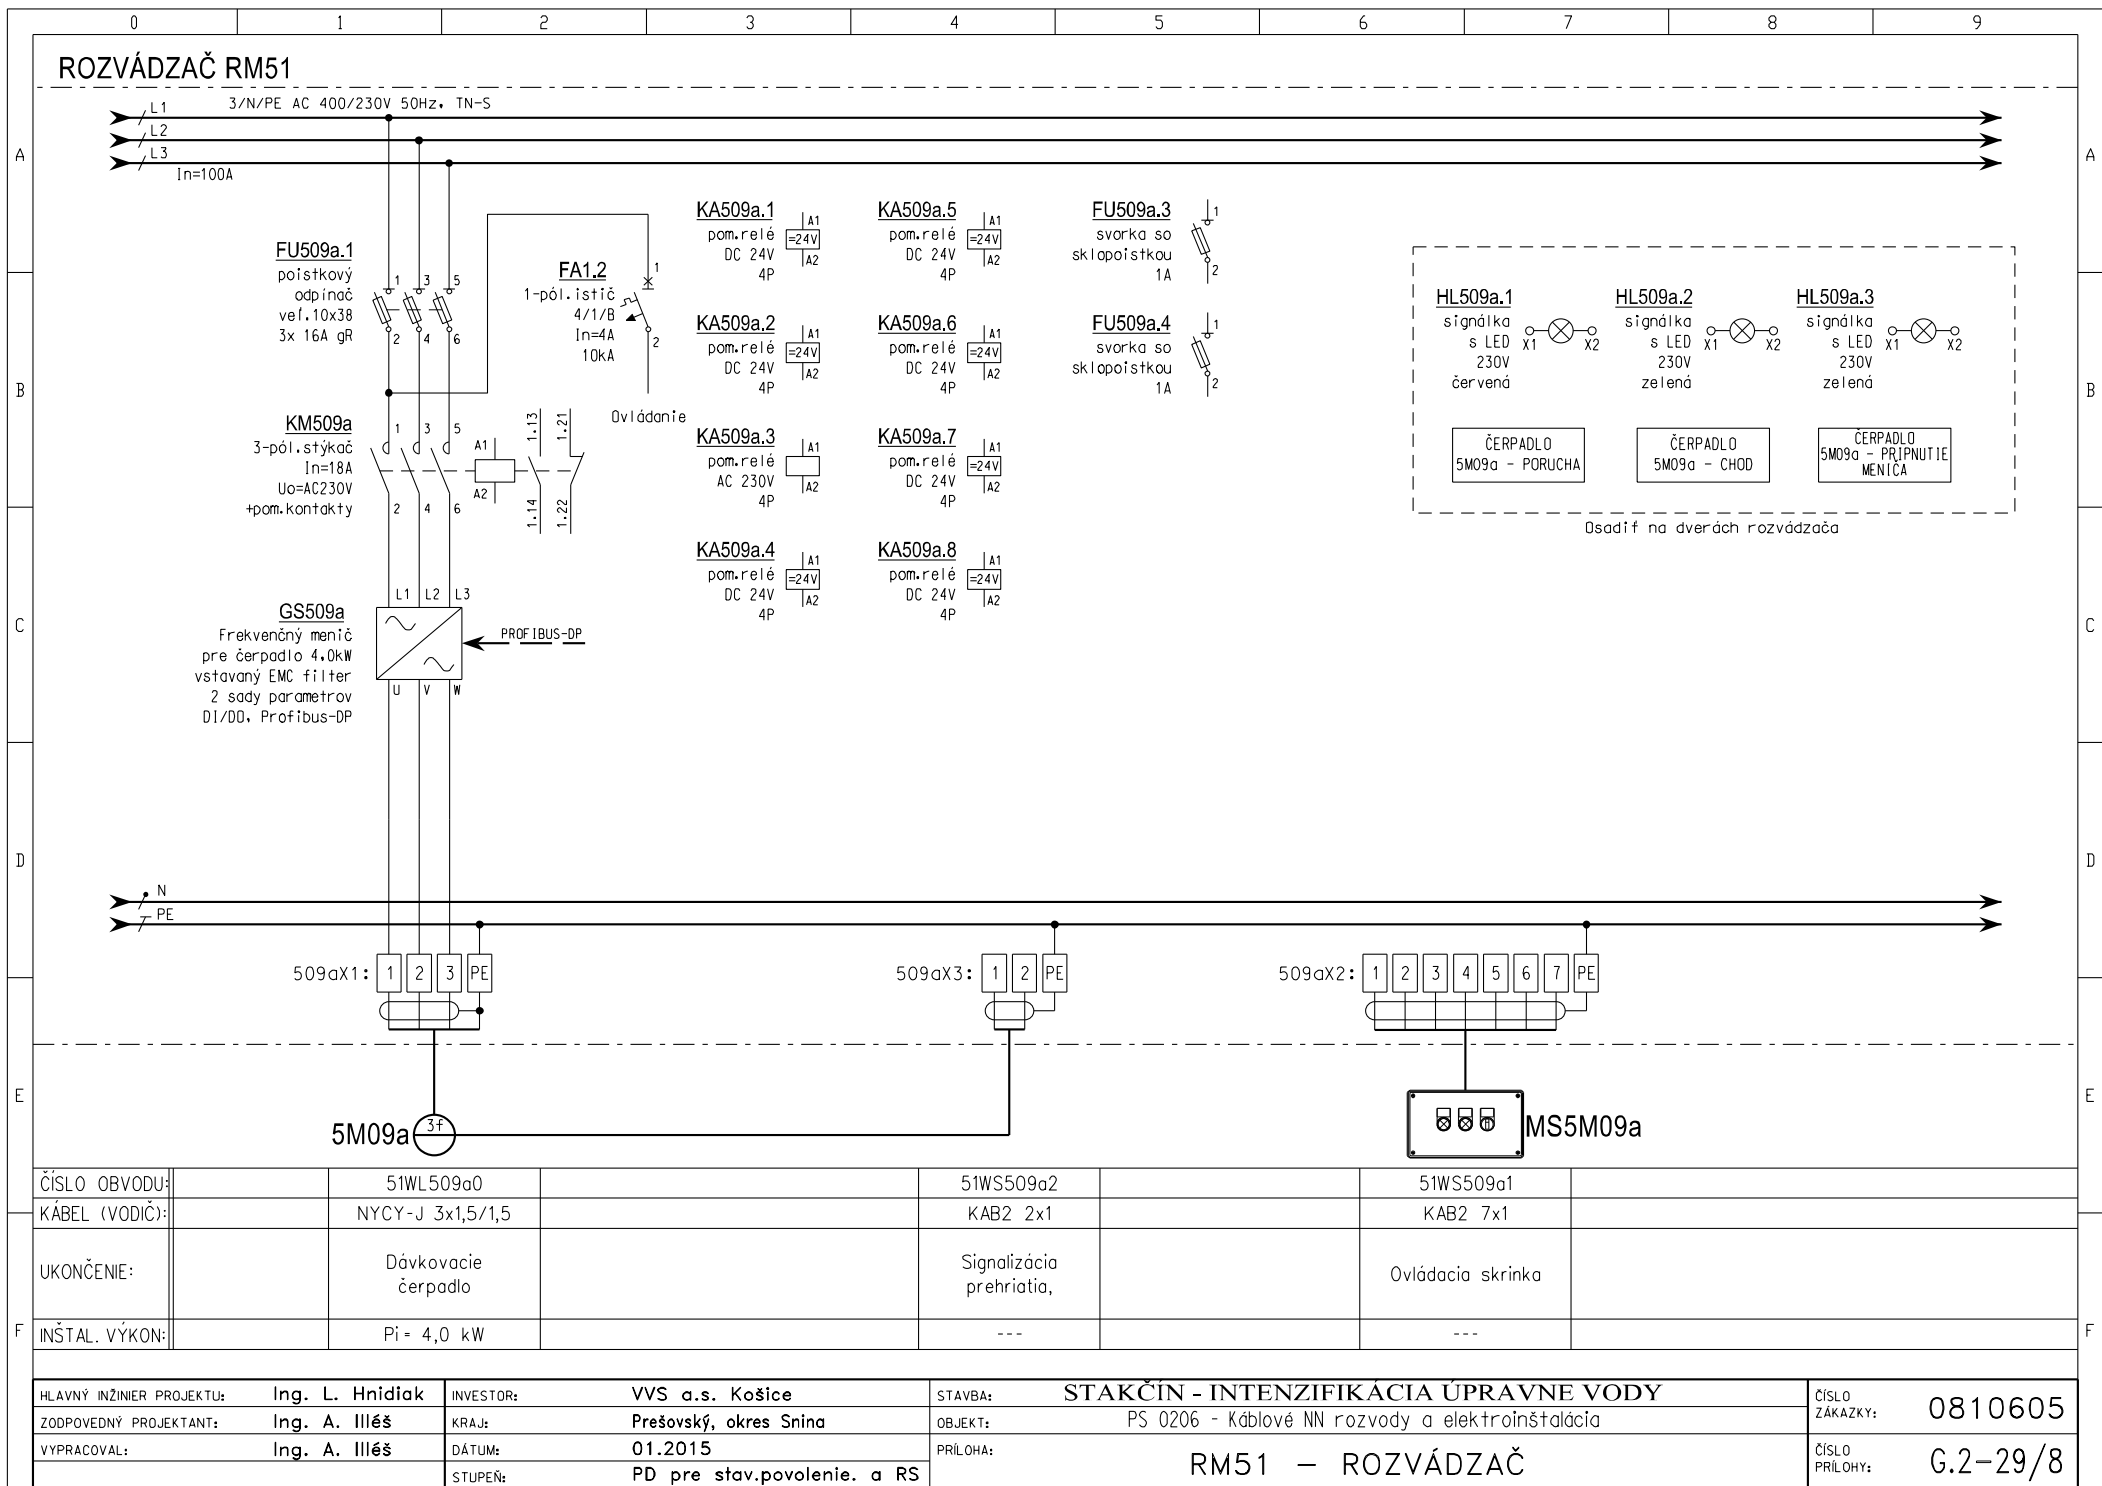 0 1 2 3 4 5 6 7 8 9
ROZVÁDZAČ RM51
3/N/PE AC 400/230V 50Hz, TN-S
L1
L2
L3
In=100A
A A
B B
C C
D D
E E
F F
FU509a.1
poistkový
odpínač
veľ.10x38
3x 16A gR
1 3 5
2 4 6
FA1.2
1-pól.istič
4/1/B
In=4A
10kA
1
2
Ovládanie
KM509a
3-pól.stýkač
In=18A
Uo=AC230V
+pom.kontakty
1 3 5
2 4 6
A1
A2
1.13
1.14
1.21
1.22
GS509a
Frekvenčný menič
pre čerpadlo 4.0kW
vstavaný EMC filter
2 sady parametrov
DI/DO, Profibus-DP
L1 L2 L3
U V W
PROFIBUS-DP
KA509a.1
pom.relé
DC 24V
4P
A1
=24V
A2
KA509a.2
pom.relé
DC 24V
4P
A1
=24V
A2
KA509a.3
pom.relé
AC 230V
4P
A1
A2
KA509a.4
pom.relé
DC 24V
4P
A1
=24V
A2
KA509a.5
pom.relé
DC 24V
4P
A1
=24V
A2
KA509a.6
pom.relé
DC 24V
4P
A1
=24V
A2
KA509a.7
pom.relé
DC 24V
4P
A1
=24V
A2
KA509a.8
pom.relé
DC 24V
4P
A1
=24V
A2
FU509a.3
svorka so
sklopoistkou
1A
1
2
FU509a.4
svorka so
sklopoistkou
1A
1
2
HL509a.1
signálka
s LED
230V
červená
X1 X2
HL509a.2
signálka
s LED
230V
zelená
X1 X2
HL509a.3
signálka
s LED
230V
zelená
X1 X2
ČERPADLO
5M09a - PORUCHA
ČERPADLO
5M09a - CHOD
ČERPADLO
5M09a - PRIPNUTIE
MENIČA
Osadiť na dverách rozvádzača
N
PE
509aX1: 1 2 3 PE
509aX3: 1 2 PE
509aX2: 1 2 3 4 5 6 7 PE
5M09a
3f
MS5M09a
ČÍSLO OBVODU: 51WL509a0 51WS509a2 51WS509a1
KÁBEL (VODIČ): NYCY-J 3x1,5/1,5 KAB2 2x1 KAB2 7x1
UKONČENIE:
Dávkovacie
čerpadlo
Signalizácia
prehriatia,
Ovládacia skrinka
INŠTAL. VÝKON: Pi = 4,0 kW --- ---
HLAVNÝ INŽINIER PROJEKTU: Ing. L. Hnidiak
ZODPOVEDNÝ PROJEKTANT: Ing. A. Illéš
VYPRACOVAL: Ing. A. Illéš
INVESTOR: VVS a.s. Košice
KRAJ: Prešovský, okres Snina
DÁTUM: 01.2015
STUPEŇ: PD pre stav.povolenie. a RS
STAVBA: STAKČÍN - INTENZIFIKÁCIA ÚPRAVNE VODY
OBJEKT: PS 0206 - Káblové NN rozvody a elektroinštalácia
PRÍLOHA: RM51 – ROZVÁDZAČ
ČÍSLO
ZÁKAZKY: 0810605
ČÍSLO
PRÍLOHY: G.2-29/8